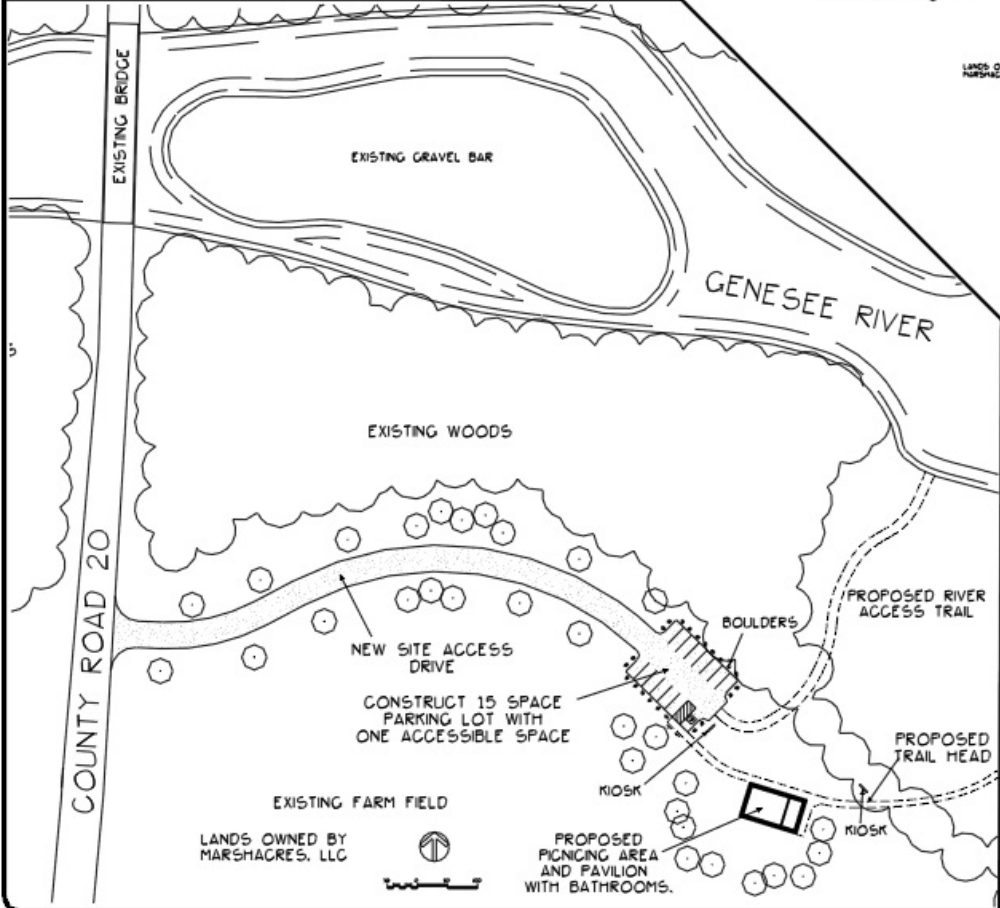 EXISTING BRIDGE
EXISTING GRAVEL BAR
GENESEE RIVER
EXISTING WOODS
COUNTY ROAD 20
PROPOSED RIVER
ACCESS TRAIL
BOULDERS
NEW SITE ACCESS
DRIVE
CONSTRUCT 15 SPACE
PARKING LOT WITH
ONE ACCESSIBLE SPACE
PROPOSED
TRAIL HEAD
KIOSK
EXISTING FARM FIELD
KIOSK
LANDS OWNED BY
MARSHACRES, LLC
PROPOSED
PICNICING AREA
AND PAVILION
WITH BATHROOMS.